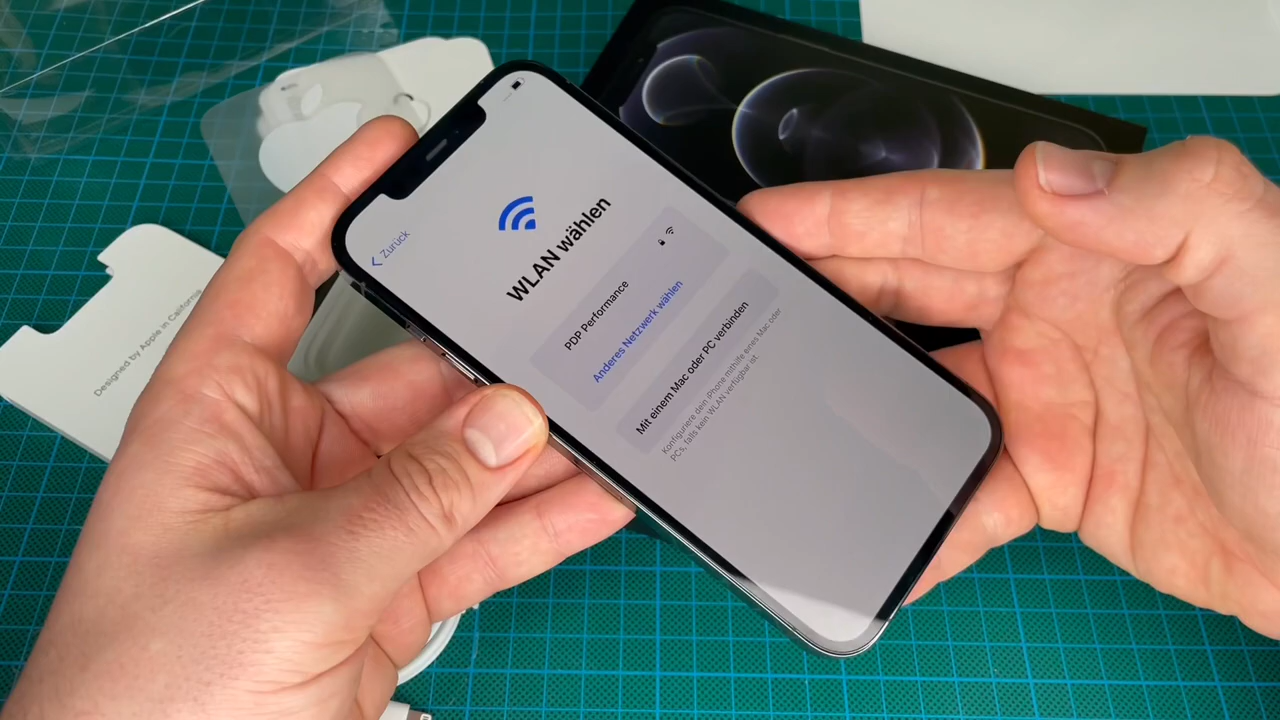 Zurück
WLAN wählen
PDP Performance
Anderes Netzwerk wählen
Mit einem Mac oder PC verbinden
Konfiguriere dein iPhone mithilfe eines Mac oder
PCs, falls kein WLAN verfügbar ist.
Designed by Apple in California